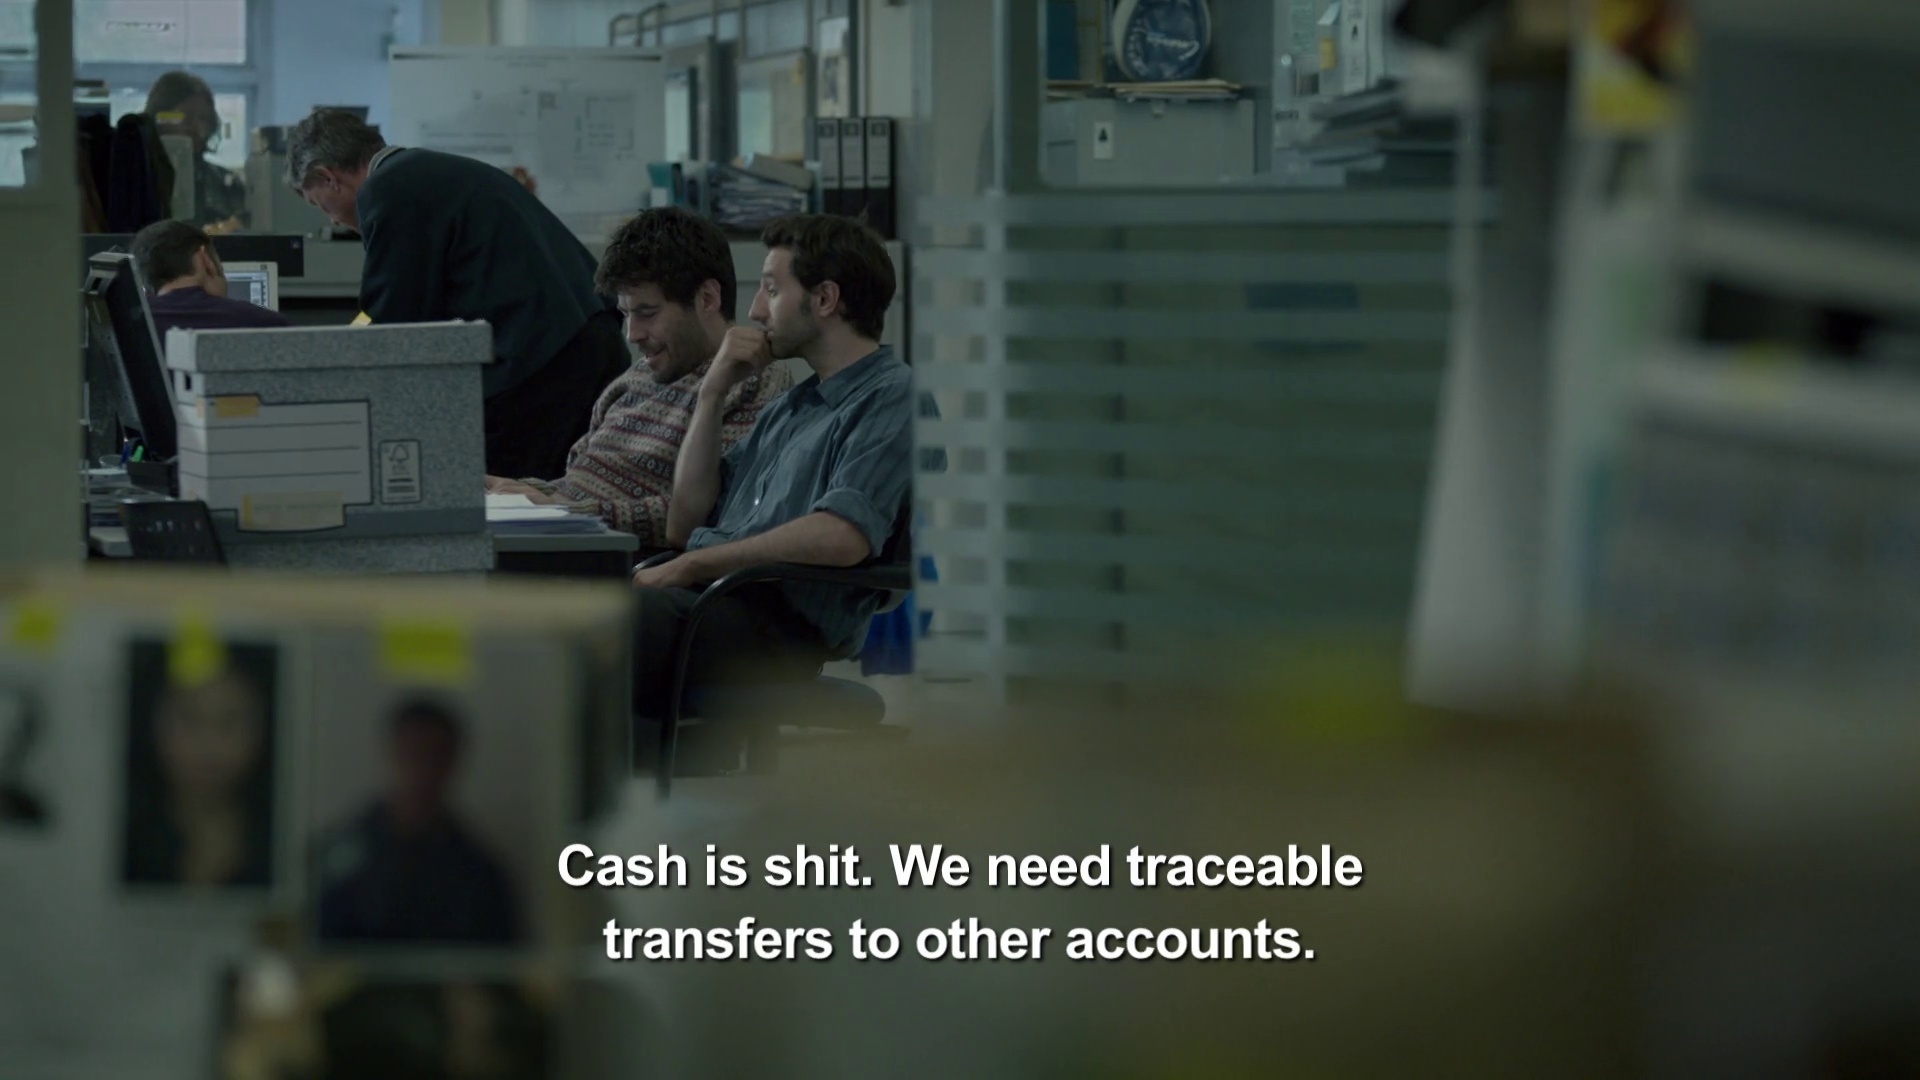 Cash is shit. We need traceable
transfers to other accounts.